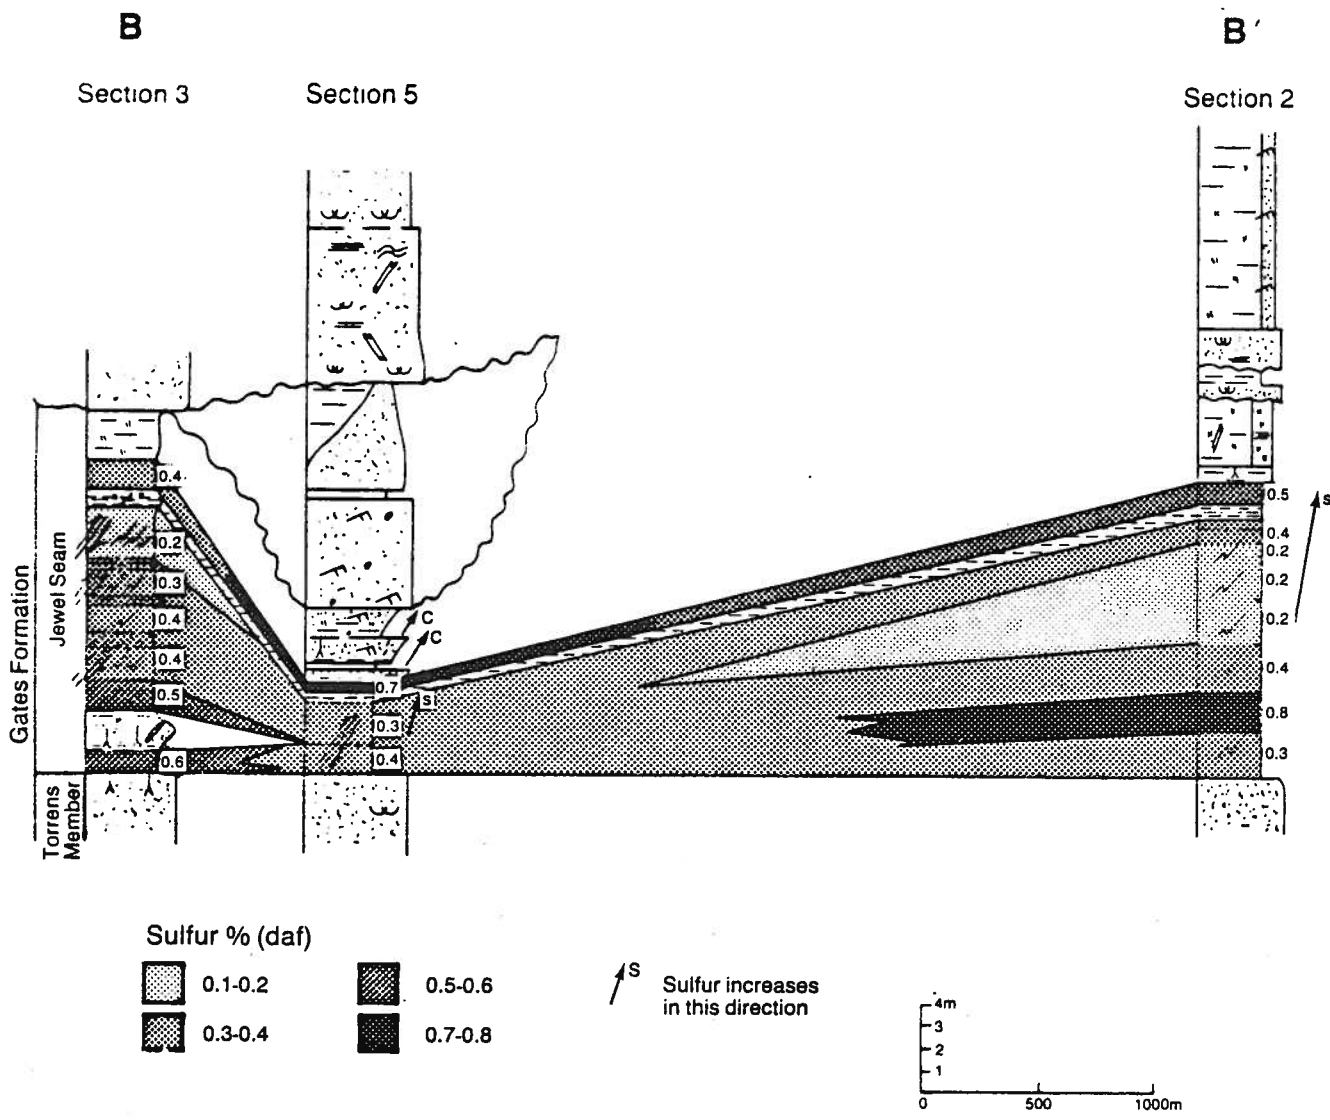 B
B'
Section 3
Section 5
Section 2
Gates Formation
Jewel Seam
Torrens
Member
0.4
0.2
0.3
0.4
0.4
0.5
0.6
C
C
0.7
s
0.3
0.4
0.5
s
0.4
0.2
0.2
0.2
0.4
0.8
0.3
Sulfur % (daf)
0.1-0.2
0.3-0.4
0.5-0.6
0.7-0.8
S
Sulfur increases
in this direction
4m
3
2
1
0
500
1000m